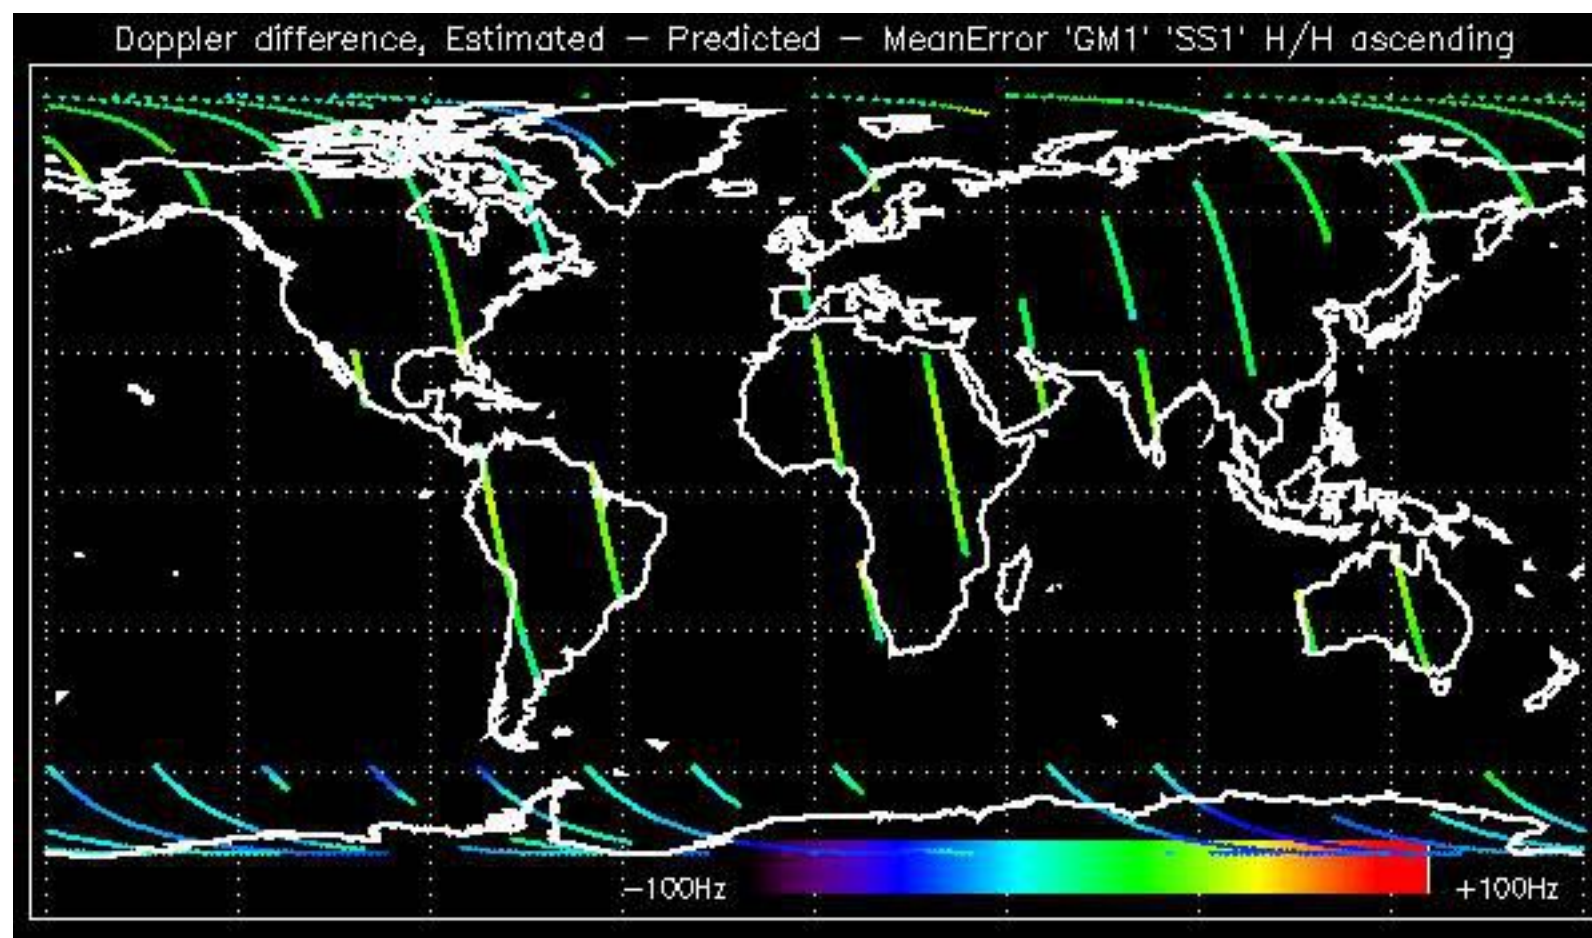 Doppler difference, Estimated – Predicted – MeanError 'GM1' 'SS1' H/H ascending
–100Hz
+100Hz